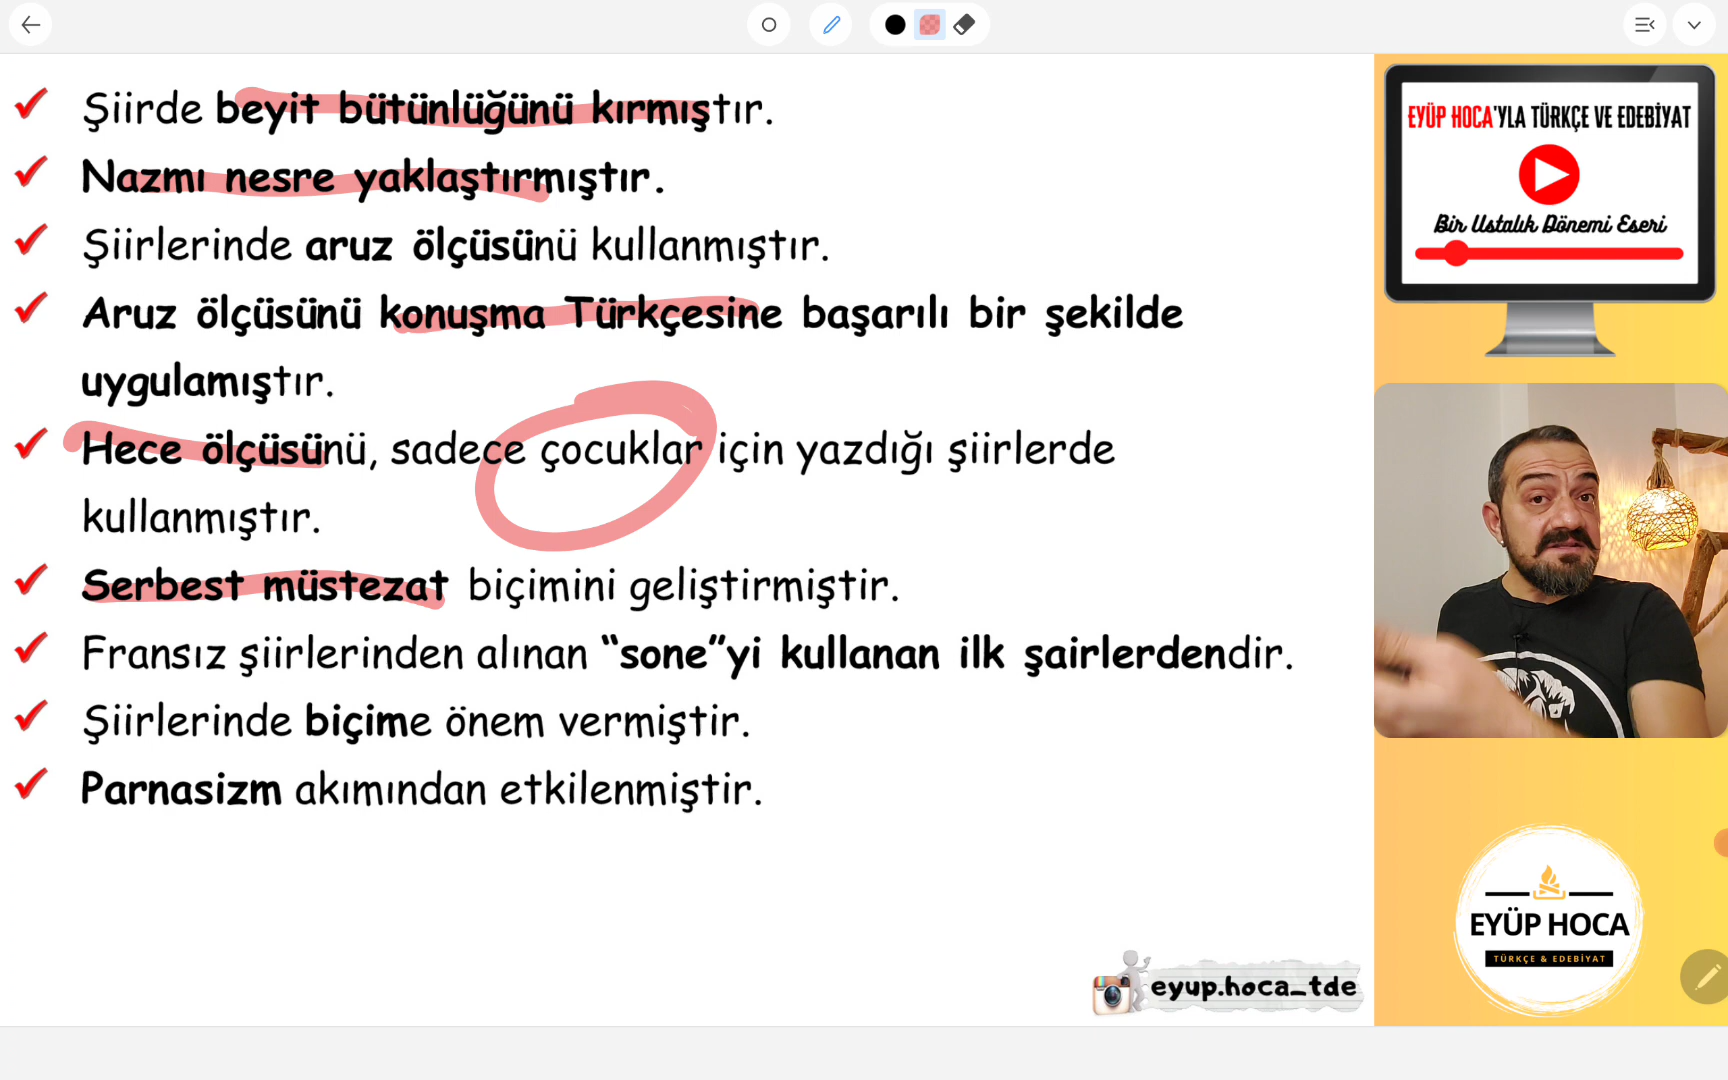 Şiirde beyit bütünlüğünü kırmıştır.
Nazmı nesre yaklaştırmıştır.
Şiirlerinde aruz ölçüsünü kullanmıştır.
Aruz ölçüsünü konuşma Türkçesine başarılı bir şekilde
uygulamıştır.
Hece ölçüsünü, sadece çocuklar için yazdığı şiirlerde
kullanmıştır.
Serbest müstezat biçimini geliştirmiştir.
Fransız şiirlerinden alınan “sone”yi kullanan ilk şairlerdendir.
Şiirlerinde biçime önem vermiştir.
Parnasizm akımından etkilenmiştir.
eyup.hoca_tde
EYÜP HOCA'YLA TÜRKÇE VE EDEBİYAT
Bir Ustalık Dönemi Eseri
EYÜP HOCA
TÜRKÇE & EDEBİYAT